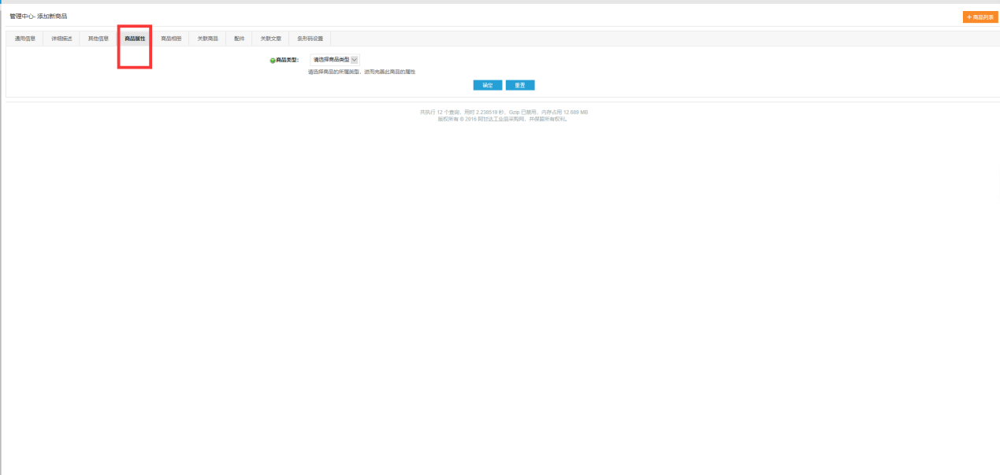 管理中心- 添加新商品
+ 商品列表
通用信息 详细描述 其他信息 商品属性 商品相册 关联商品 配件 关联文章 条形码设置
商品类型： 请选择商品类型
请选择商品的所属类型，进而完善此商品的属性
确定 重置
共执行 12 个查询，用时 2.238519 秒，Gzip 已禁用，内存占用 12.689 MB
版权所有 © 2016 阿甘达工业品采购网，并保留所有权利。